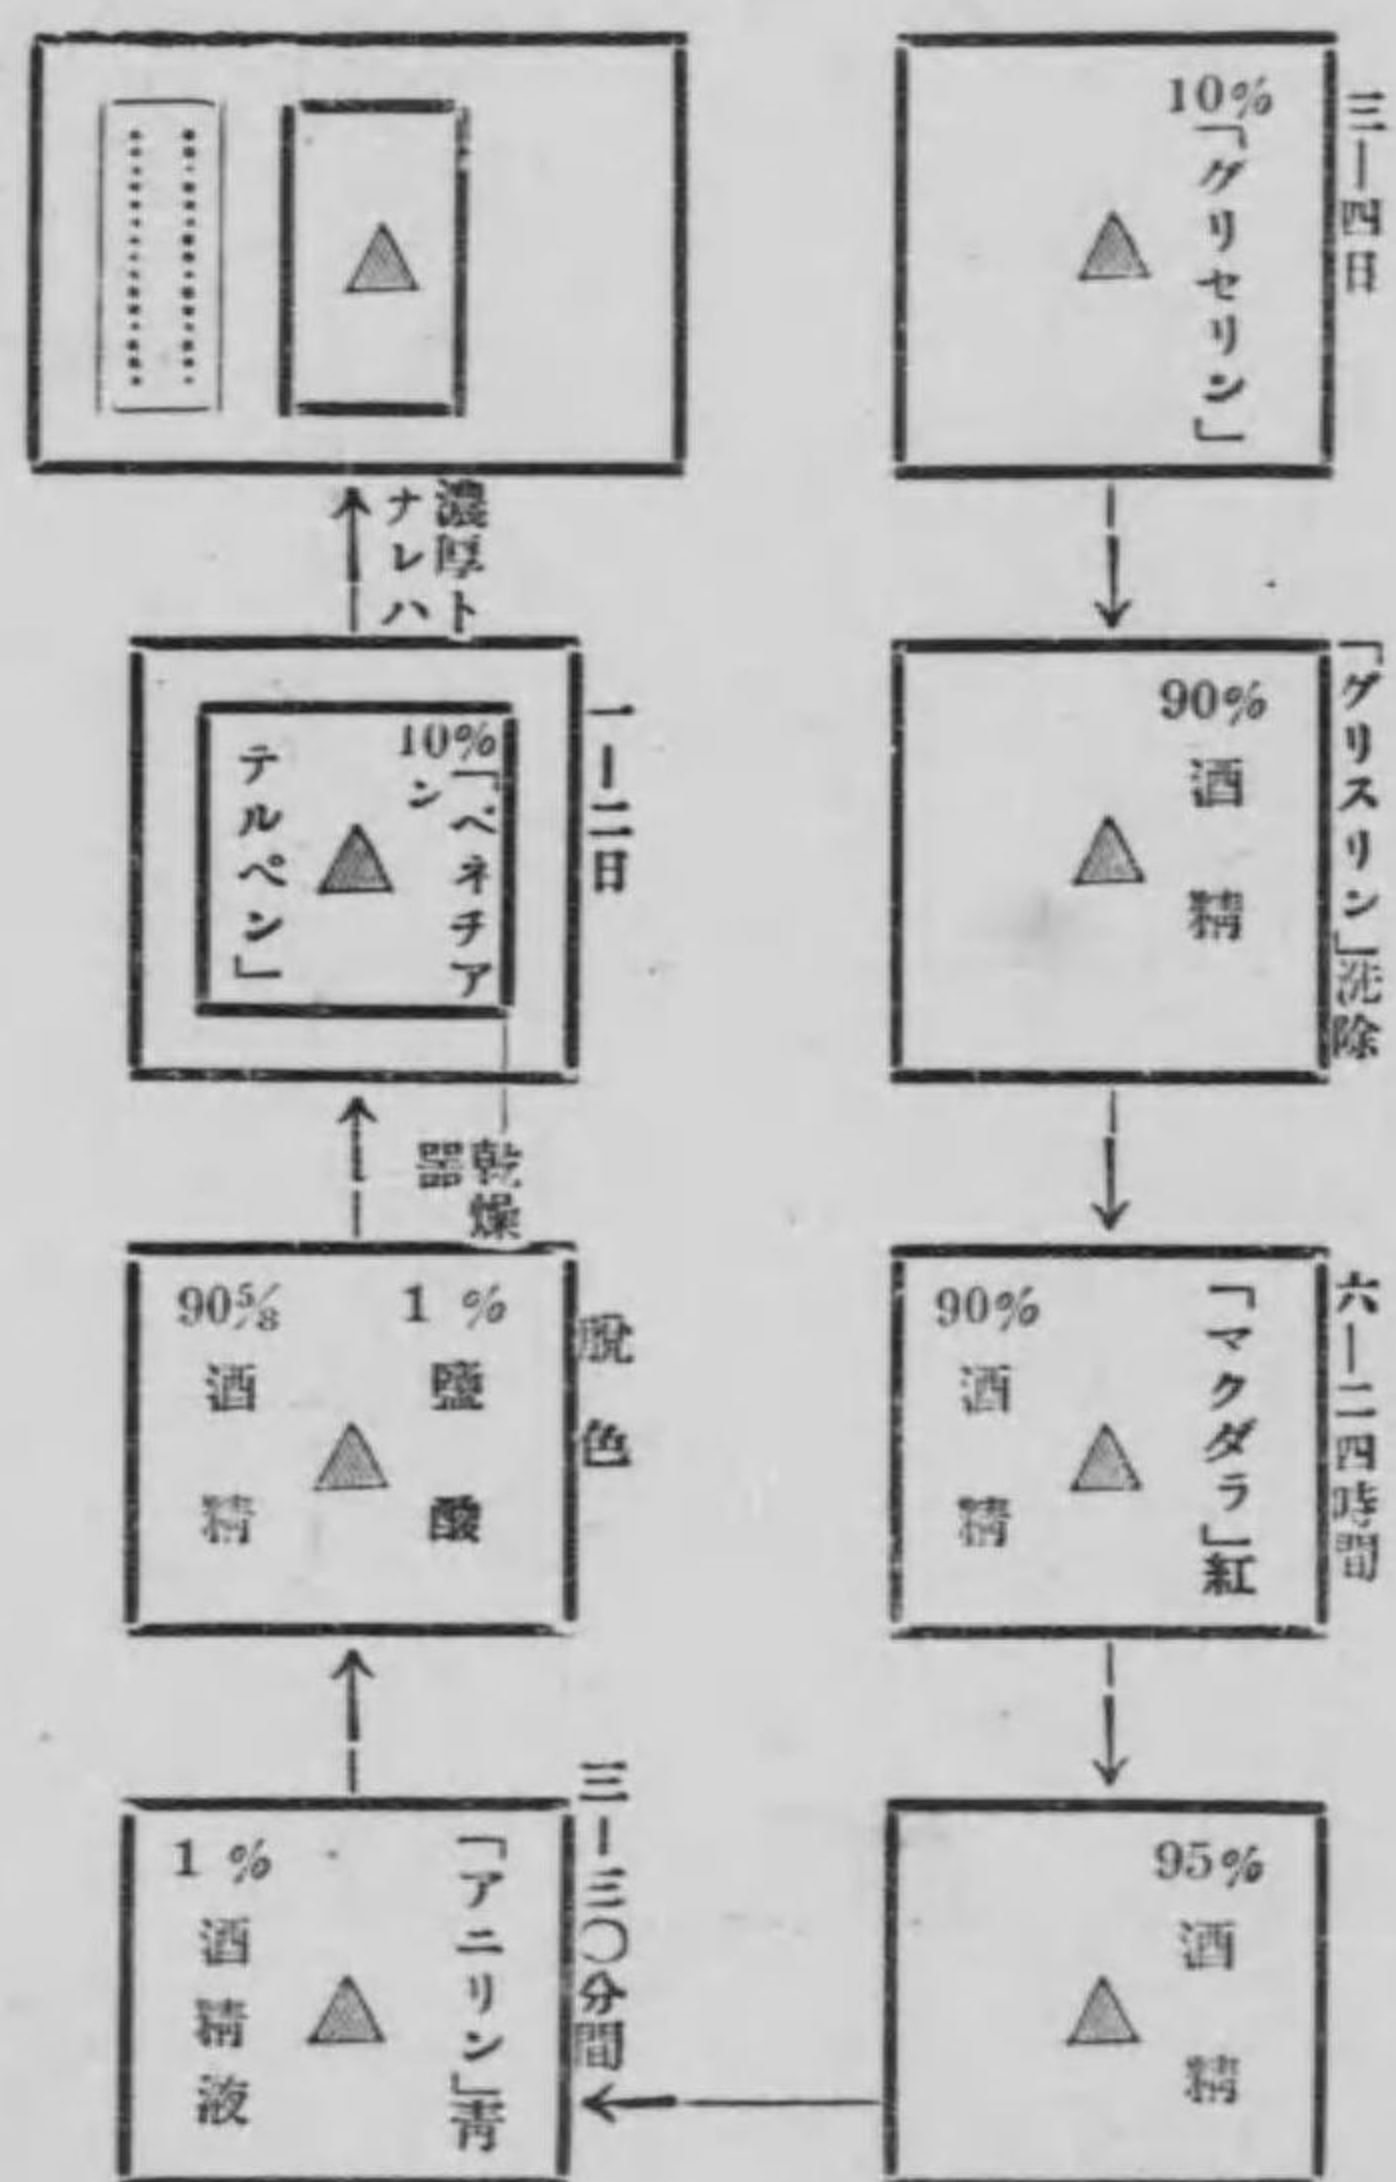 三―四日
10%
「グリセリン」
「グリスリン」洗除
90%
酒精
六―二四時間
「マクダラ」紅
90%
酒精
95%
酒精
三―三〇分間
「アニリン」青
1 %
酒精液
脱色
1 %
鹽酸
90⅝
酒精
乾燥
器
一―二日
10%
「ベネチア
ン
テルペン」
濃厚ト
ナレハ